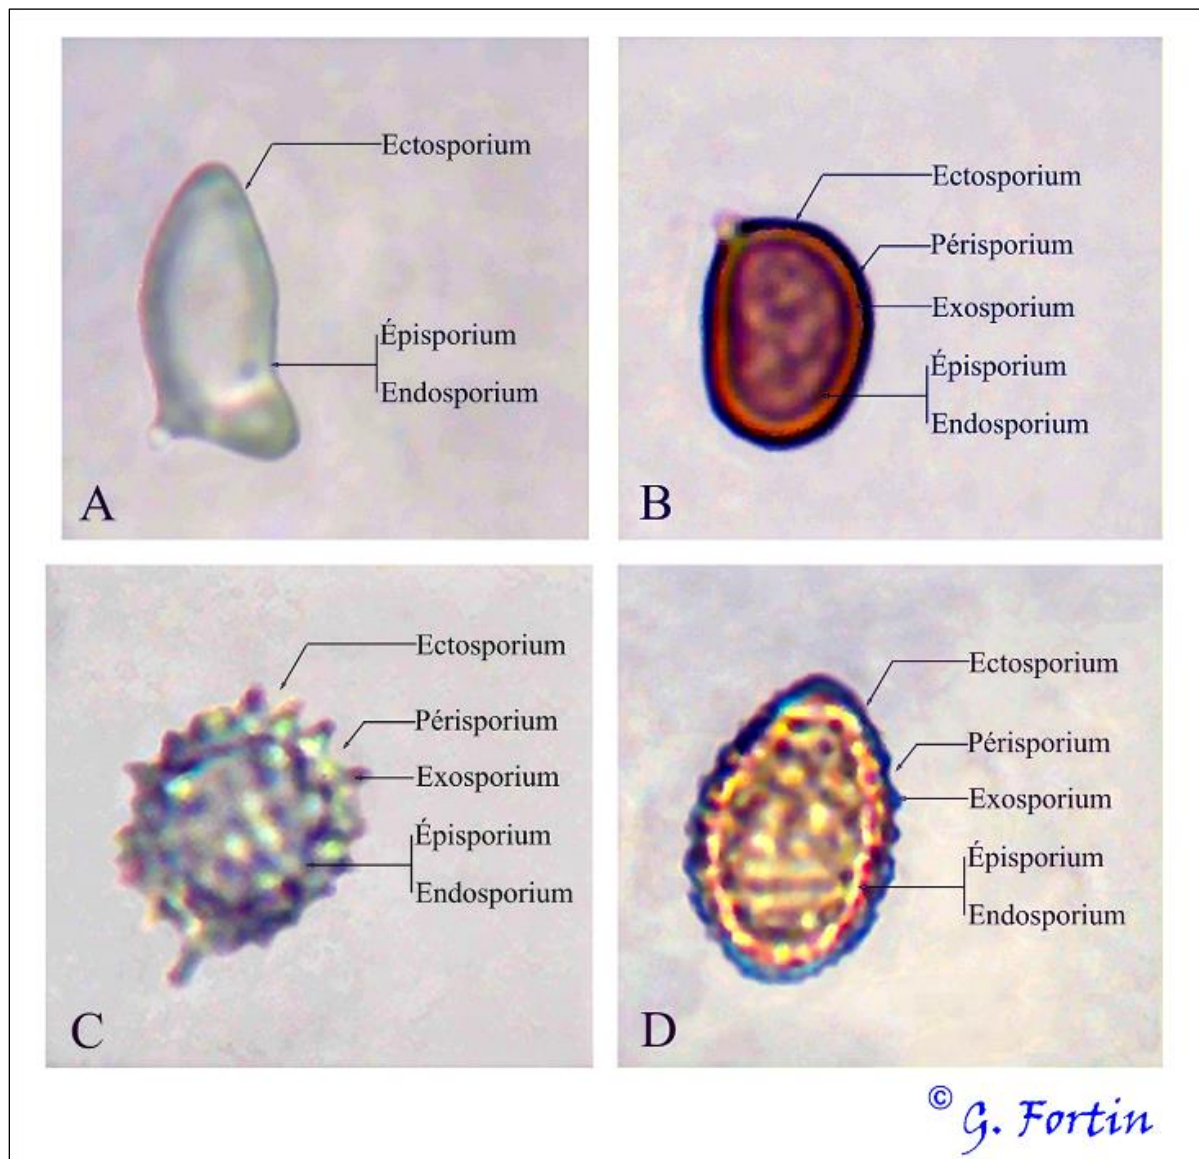 Ectosporium
Épisporium
Endosporium
A
Ectosporium
Périsporium
Exosporium
Épisporium
Endosporium
B
Ectosporium
Périsporium
Exosporium
Épisporium
Endosporium
C
Ectosporium
Périsporium
Exosporium
Épisporium
Endosporium
D
© G. Fortin